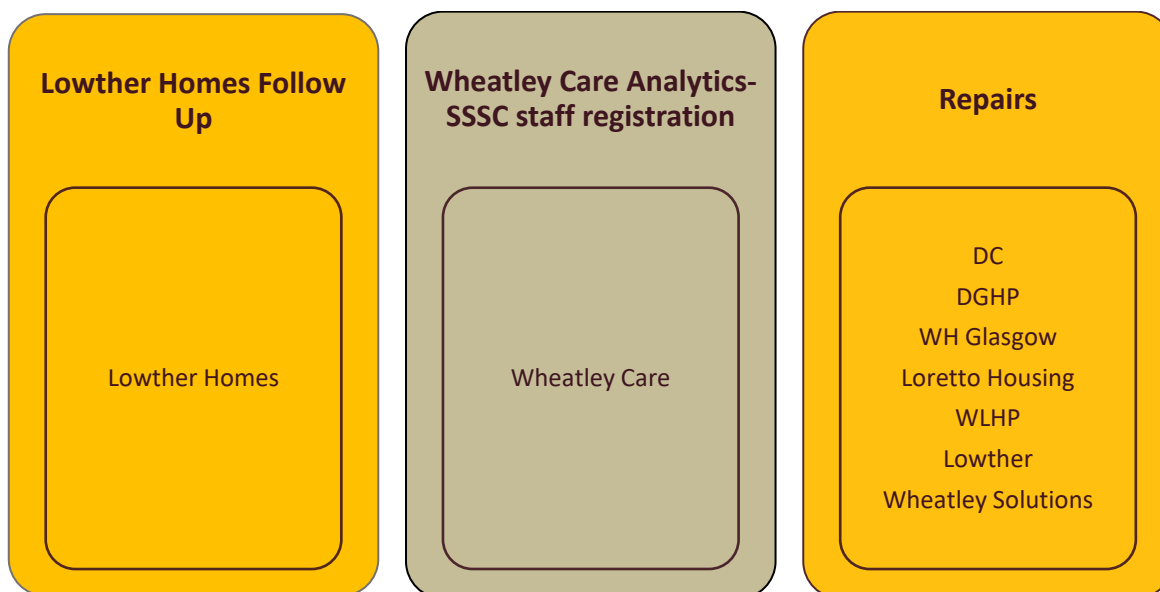 Lowther Homes Follow
Up
Lowther Homes
Wheatley Care Analytics-
SSSC staff registration
Wheatley Care
Repairs
DC
DGHP
WH Glasgow
Loretto Housing
WLHP
Lowther
Wheatley Solutions